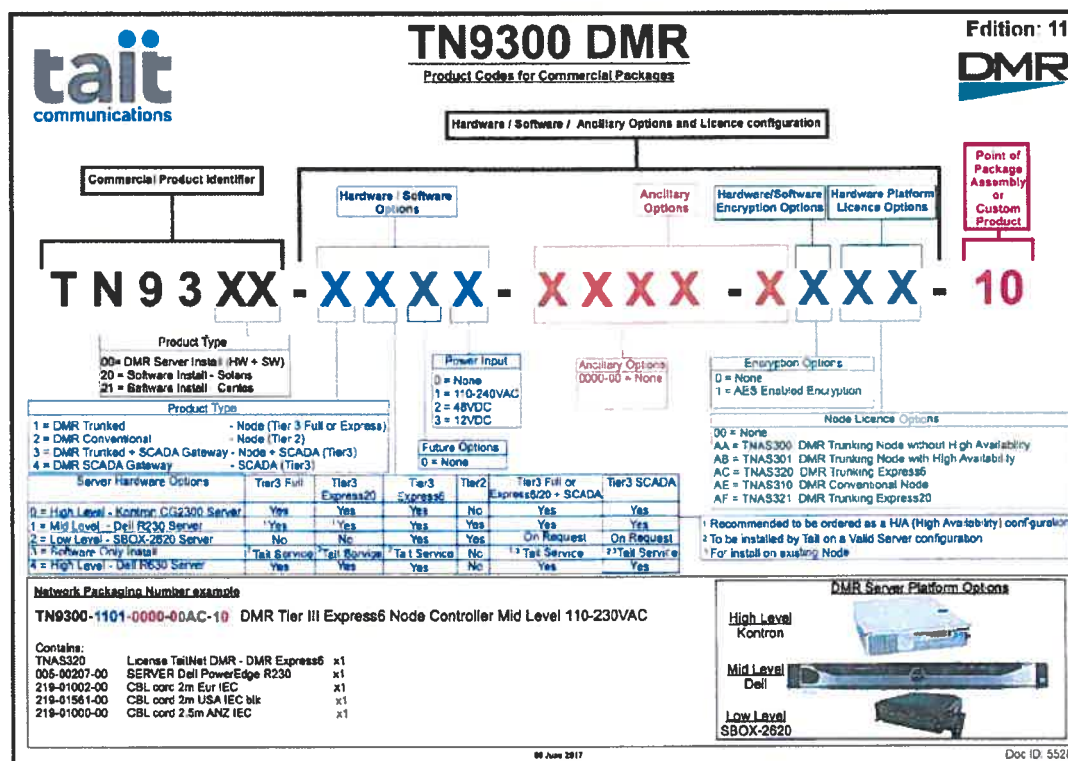 tait
communications
TN9300 DMR
Product Codes for Commercial Packages
Edition: 11
DMR
Hardware / Software / Ancillary Options and Licence configuration
Commercial Product Identifier
Hardware / Software Options
Ancillary Options
Hardware/Software Encryption Options
Hardware Platform Licence Options
Point of Package Assembly or Custom Product
T N 9 3 X X - X X X X - X X X X - X X X X - 10
Product Type
00= DMR Server Install (HW + SW)
20 = Software Install - Solaris
21 = Software Install Centos
Power Input
0 = None
1 = 110-240VAC
2 = 48VDC
3 = 12VDC
Ancillary Options
0000-00 = None
Encryption Options
0 = None
1 = AES Enabled Encryption
Product Type
1 = DMR Trunked - Node (Tier 3 Full or Express)
2 = DMR Conventional - Node (Tier 2)
3 = DMR Trunked + SCADA Gateway - Node + SCADA (Tier3)
4 = DMR SCADA Gateway - SCADA (Tier3)
Future Options
0 = None
Node Licence Options
00 = None
AA = TNAS300 DMR Trunking Node without High Availability
AB = TNAS301 DMR Trunking Node with High Availability
AC = TNAS320 DMR Trunking Express6
AE = TNAS310 DMR Conventional Node
AF = TNAS321 DMR Trunking Express20
Server Hardware Options Tier3 Full Tier3 Express20 Tier3 Express6 Tier2 Tier3 Full or Express6/20 + SCADA Tier3 SCADA
0 = High Level - Kontron CG2300 Server Yes Yes Yes No Yes Yes
1 = Mid Level - Dell R230 Server ¹Yes ¹Yes Yes Yes Yes Yes
2 = Low Level - SBOX-2620 Server No No Yes Yes On Request On Request
3 = Software Only Install ²Tait Service ²Tait Service ²Tait Service No ²³Tait Service ²³Tait Service
4 = High Level - Dell R630 Server Yes Yes Yes No Yes Yes
¹ Recommended to be ordered as a H/A (High Availability) configuration
² To be installed by Tait on a Valid Server configuration
³ For install on existing Node
Network Packaging Number example
TN9300-1101-0000-00AC-10 DMR Tier III Express6 Node Controller Mid Level 110-230VAC
Contains:
TNAS320 License TaitNet DMR - DMR Express6 x1
005-00207-00 SERVER Dell PowerEdge R230 x1
219-01002-00 CBL cord 2m Eur IEC x1
219-01561-00 CBL cord 2m USA IEC blk x1
219-01000-00 CBL cord 2.5m ANZ IEC x1
DMR Server Platform Options
High Level
Kontron
Mid Level
Dell
Low Level
SBOX-2620
June 2017
Doc ID: 5528